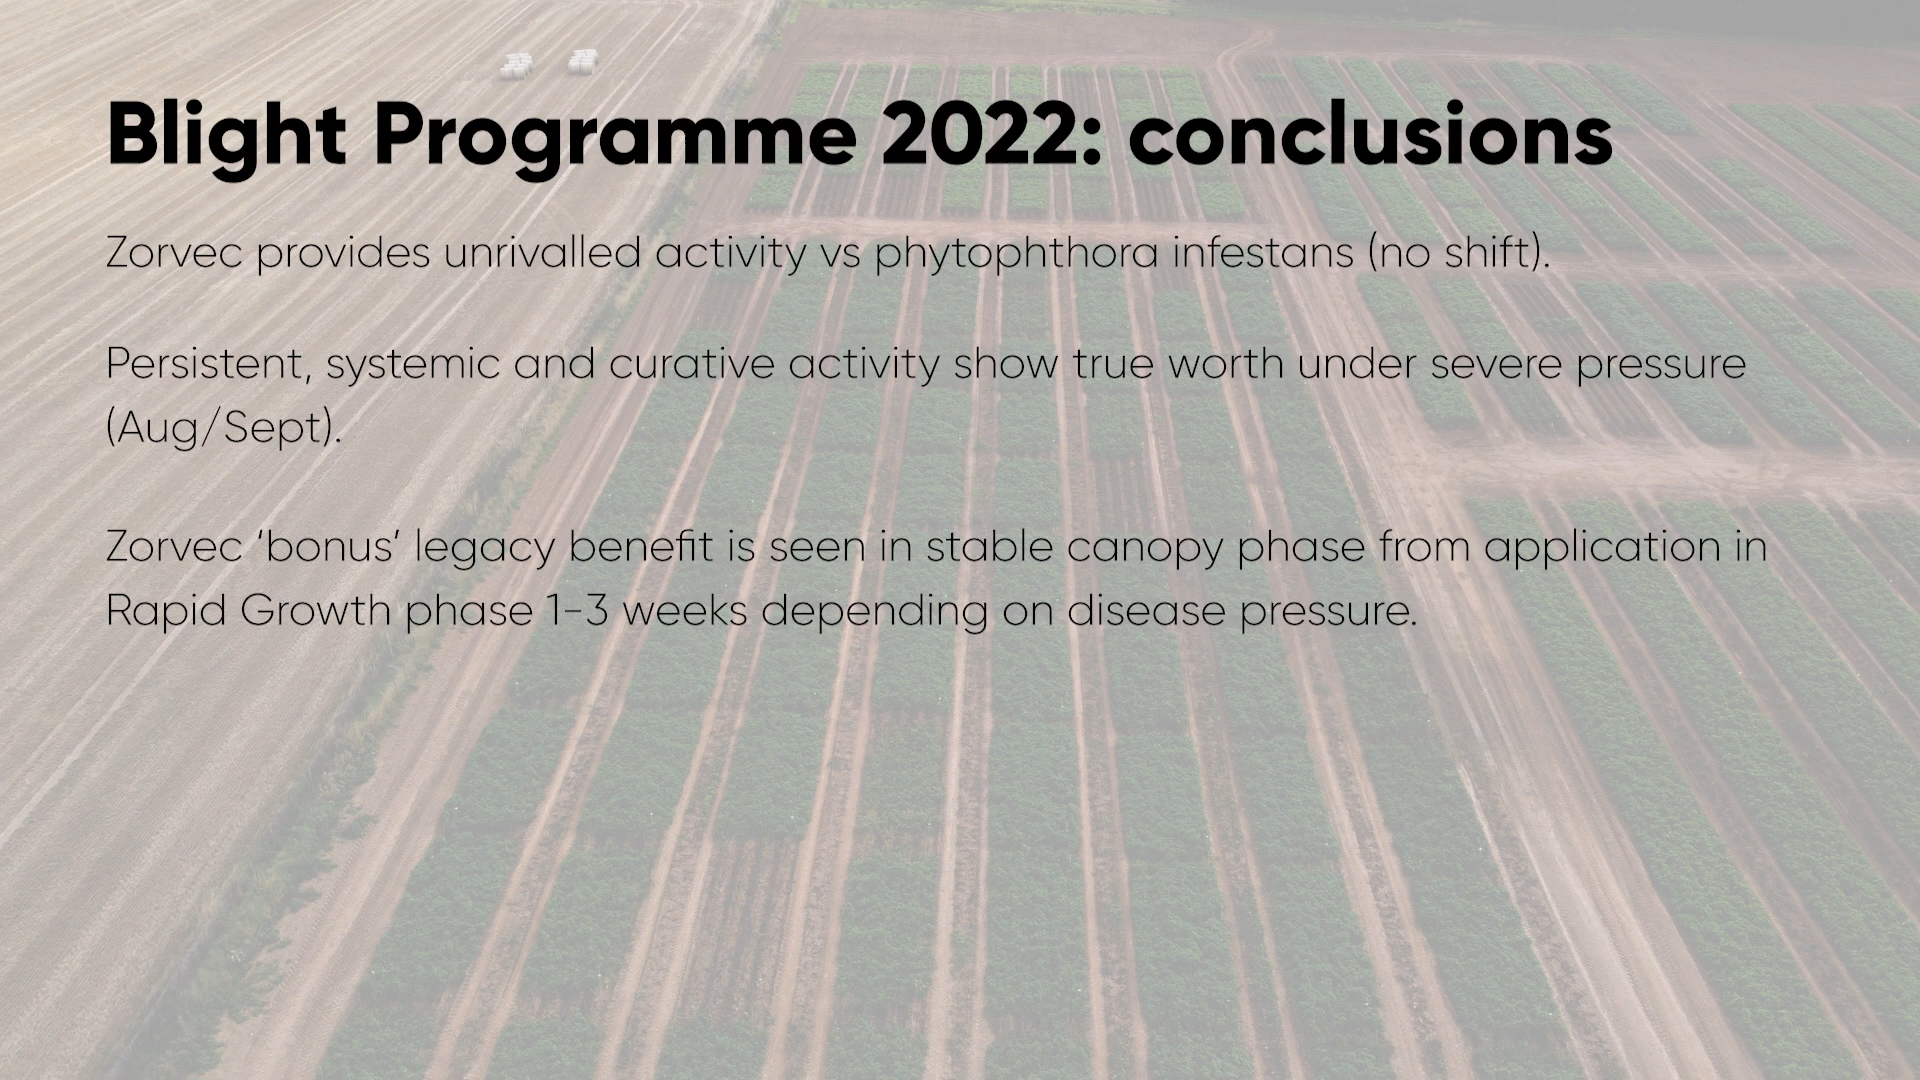 Blight Programme 2022: conclusions
Zorvec provides unrivalled activity vs phytophthora infestans (no shift).
Persistent, systemic and curative activity show true worth under severe pressure
(Aug/Sept).
Zorvec ‘bonus’ legacy benefit is seen in stable canopy phase from application in
Rapid Growth phase 1-3 weeks depending on disease pressure.